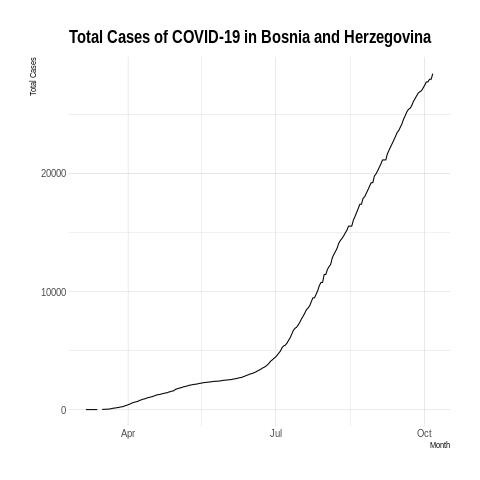 Total Cases of COVID-19 in Bosnia and Herzegovina
Total Cases
20000
10000
0
Apr Jul Oct
Month